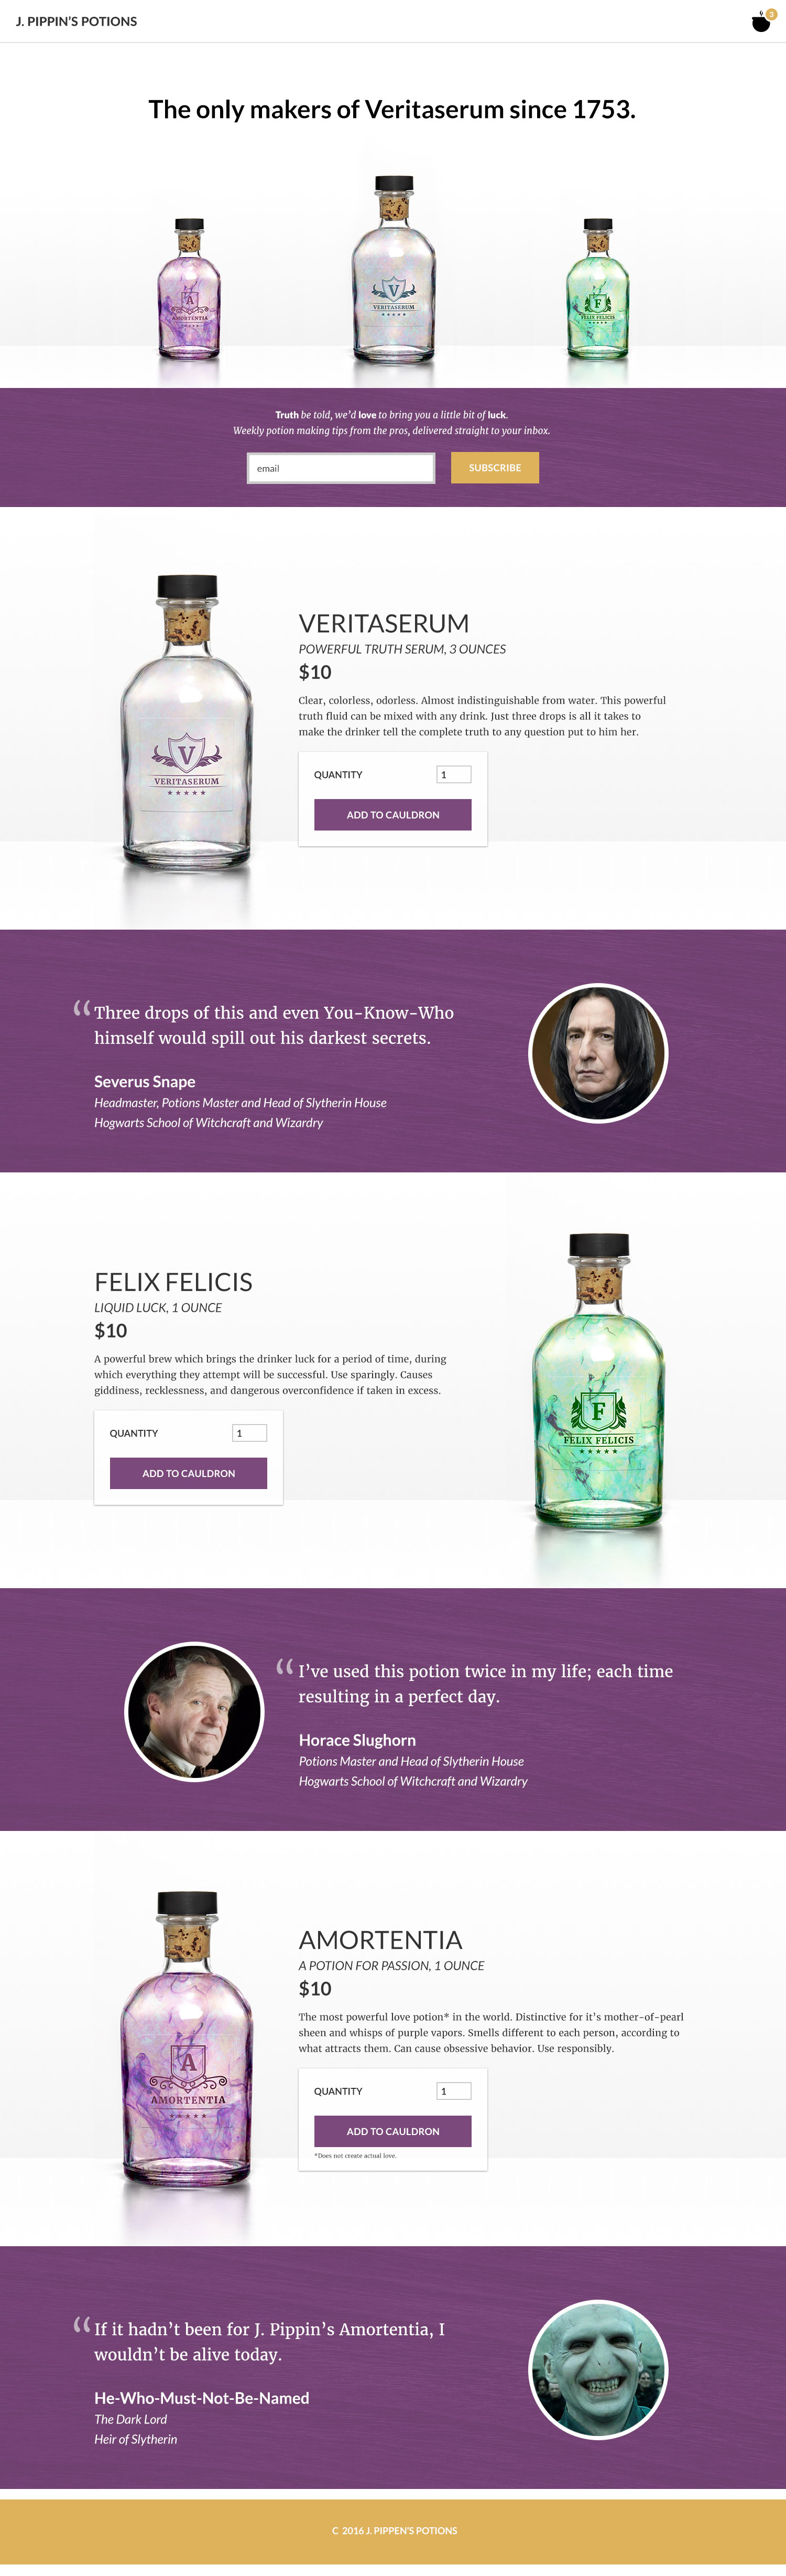 J. PIPPIN'S POTIONS
3
The only makers of Veritaserum since 1753.
A
AMORTENTIA
V
VERITASERUM
F
FELIX FELICIS
Truth be told, we'd love to bring you a little bit of luck.
Weekly potion making tips from the pros, delivered straight to your inbox.
email
SUBSCRIBE
V
VERITASERUM
VERITASERUM
POWERFUL TRUTH SERUM, 3 OUNCES
$10
Clear, colorless, odorless. Almost indistinguishable from water. This powerful
truth fluid can be mixed with any drink. Just three drops is all it takes to
make the drinker tell the complete truth to any question put to him her.
QUANTITY 1
ADD TO CAULDRON
“Three drops of this and even You-Know-Who
himself would spill out his darkest secrets.
Severus Snape
Headmaster, Potions Master and Head of Slytherin House
Hogwarts School of Witchcraft and Wizardry
FELIX FELICIS
LIQUID LUCK, 1 OUNCE
$10
A powerful brew which brings the drinker luck for a period of time, during
which everything they attempt will be successful. Use sparingly. Causes
giddiness, recklessness, and dangerous overconfidence if taken in excess.
QUANTITY 1
ADD TO CAULDRON
F
FELIX FELICIS
“I've used this potion twice in my life; each time
resulting in a perfect day.
Horace Slughorn
Potions Master and Head of Slytherin House
Hogwarts School of Witchcraft and Wizardry
A
AMORTENTIA
AMORTENTIA
A POTION FOR PASSION, 1 OUNCE
$10
The most powerful love potion* in the world. Distinctive for it's mother-of-pearl
sheen and whisps of purple vapors. Smells different to each person, according to
what attracts them. Can cause obsessive behavior. Use responsibly.
QUANTITY 1
ADD TO CAULDRON
*Does not create actual love.
“If it hadn't been for J. Pippin's Amortentia, I
wouldn't be alive today.
He-Who-Must-Not-Be-Named
The Dark Lord
Heir of Slytherin
C 2016 J. PIPPEN'S POTIONS